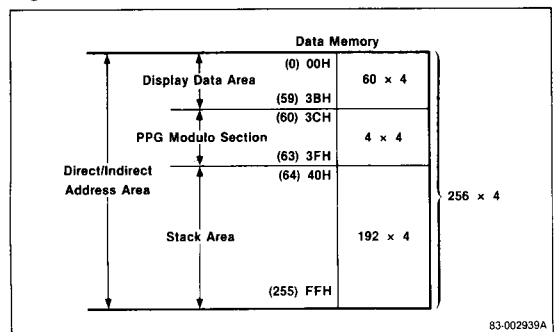 Data Memory
(0) 00H
Display Data Area
60 × 4
(59) 3BH
(60) 3CH
PPG Modulo Section
4 × 4
(63) 3FH
Direct/Indirect
Address Area
(64) 40H
256 × 4
Stack Area
192 × 4
(255) FFH
83-002939A